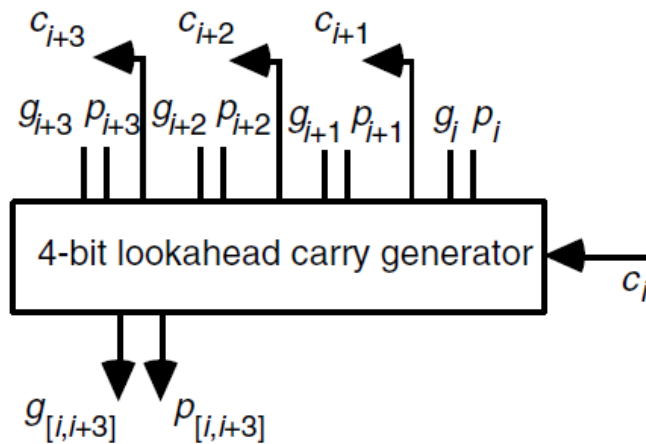 c_{i+3} c_{i+2} c_{i+1}
g_{i+3} p_{i+3} g_{i+2} p_{i+2} g_{i+1} p_{i+1} g_i p_i
4-bit lookahead carry generator
c_i
g_{[i,i+3]} p_{[i,i+3]}